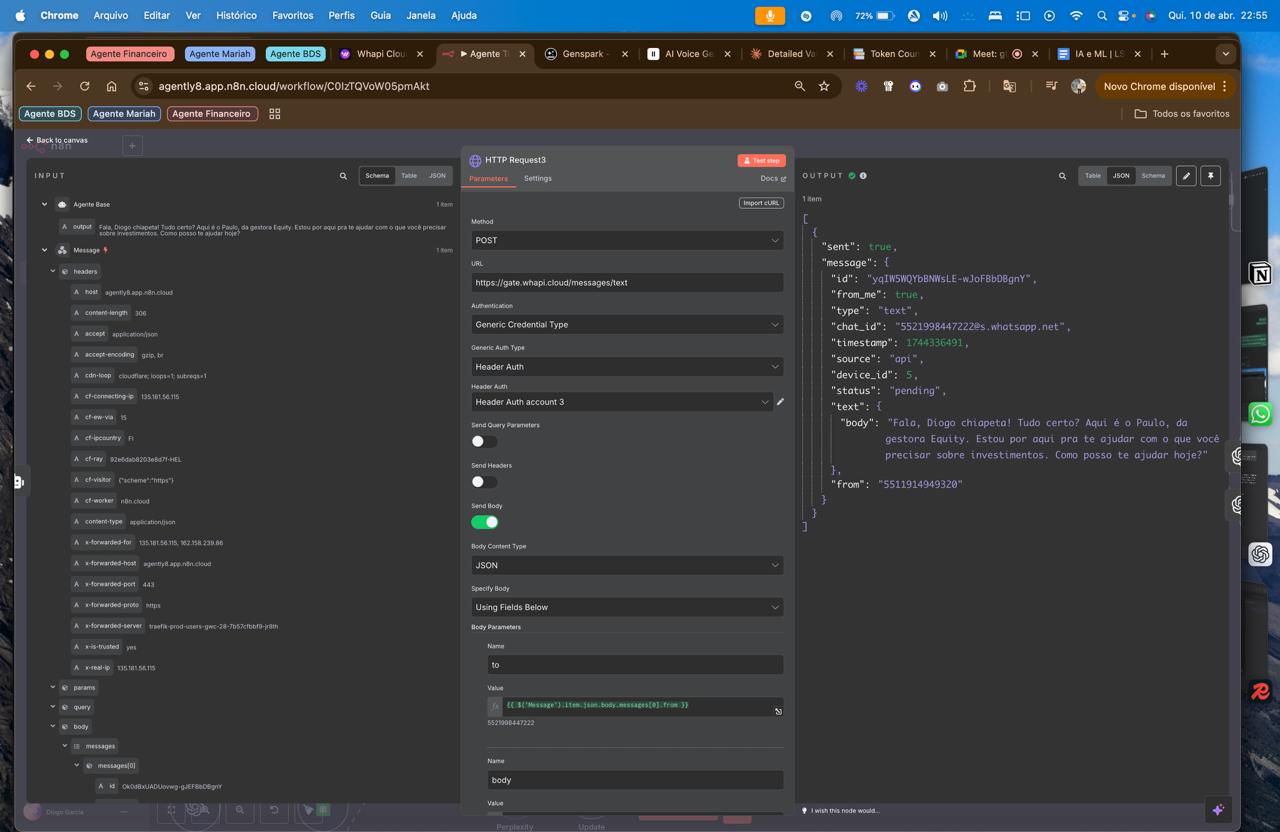 Chrome Arquivo Editar Ver Histórico Favoritos Perfis Guia Janela Ajuda 72% Qui. 10 de abr. 22:55
Agente Financeiro Agente Mariah Agente BDS Whapi Clou Agente T Genspark - AI Voice Ge Detailed Va Token Coun Meet: g IA e ML | LS
agently8.app.n8n.cloud/workflow/C0IzTQVoW05pmAkt Novo Chrome disponível
Agente BDS Agente Mariah Agente Financeiro Todos os favoritos
Back to canvas
n8n
INPUT Schema Table JSON
Agente Base 1 item
output Fala, Diogo chiapeta! Tudo certo? Aqui é o Paulo, da gestora Equity. Estou por aqui pra te ajudar com o que você precisar
sobre investimentos. Como posso te ajudar hoje?
Message 1 item
headers
host agently8.app.n8n.cloud
content-length 306
accept application/json
accept-encoding gzip, br
cdn-loop cloudflare; loops=1; subreqs=1
cf-connecting-ip 135.181.56.115
cf-ew-via 15
cf-ipcountry FI
cf-ray 92e6dab8203e8d7f-HEL
cf-visitor {"scheme":"https"}
cf-worker n8n.cloud
content-type application/json
x-forwarded-for 135.181.56.115, 162.158.239.86
x-forwarded-host agently8.app.n8n.cloud
x-forwarded-port 443
x-forwarded-proto https
x-forwarded-server traefik-prod-users-gwc-28-7b57cfbbf9-jr8th
x-is-trusted yes
x-real-ip 135.181.56.115
params
query
body
messages
messages[0]
id Ok0dBxUADUovwg-gJEFBbDBgnY
Diogo Garcia
HTTP Request3 Test step
Parameters Settings Docs
Import cURL
Method
POST
URL
https://gate.whapi.cloud/messages/text
Authentication
Generic Credential Type
Generic Auth Type
Header Auth
Header Auth
Header Auth account 3
Send Query Parameters
Send Headers
Send Body
Body Content Type
JSON
Specify Body
Using Fields Below
Body Parameters
Name
to
Value
fx {{ $('Message').item.json.body.messages[0].from }}
5521998447222
Name
body
Value
Perplexity Update
OUTPUT Table JSON Schema
1 item
[
{
"sent": true,
"message": {
"id": "yqIW5WQYbBNWsLE-wJoFBbDBgnY",
"from_me": true,
"type": "text",
"chat_id": "5521998447222@s.whatsapp.net",
"timestamp": 1744336491,
"source": "api",
"device_id": 5,
"status": "pending",
"text": {
"body": "Fala, Diogo chiapeta! Tudo certo? Aqui é o Paulo, da
gestora Equity. Estou por aqui pra te ajudar com o que você
precisar sobre investimentos. Como posso te ajudar hoje?"
},
"from": "5511914949320"
}
}
]
I wish this node would...